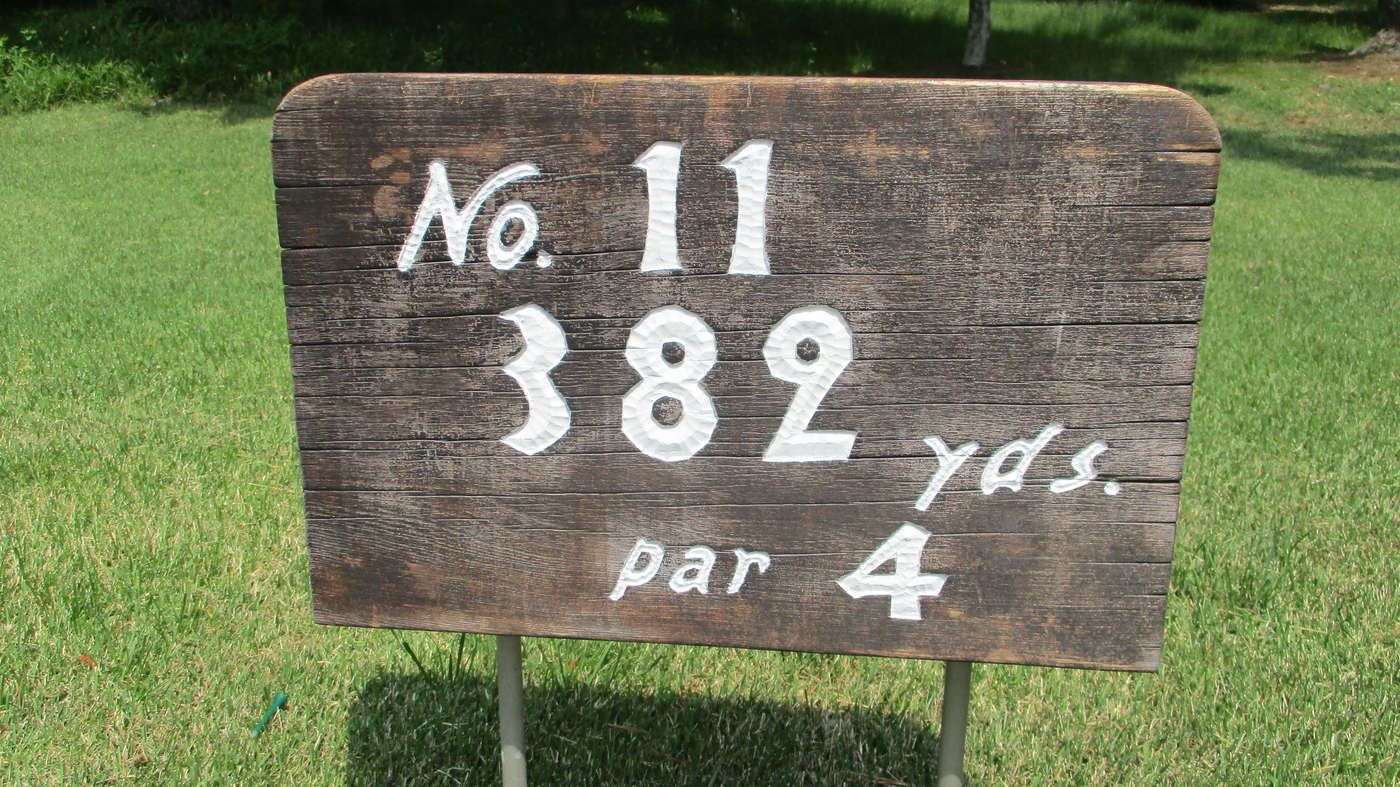 No. 11
382 yds.
par 4